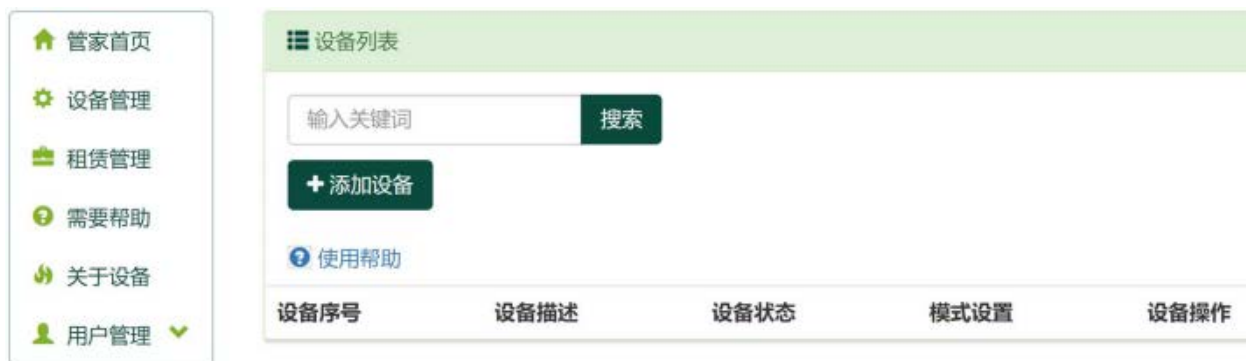 管家首页
设备管理
租赁管理
需要帮助
关于设备
用户管理
设备列表
输入关键词 搜索
添加设备
使用帮助
设备序号 设备描述 设备状态 模式设置 设备操作